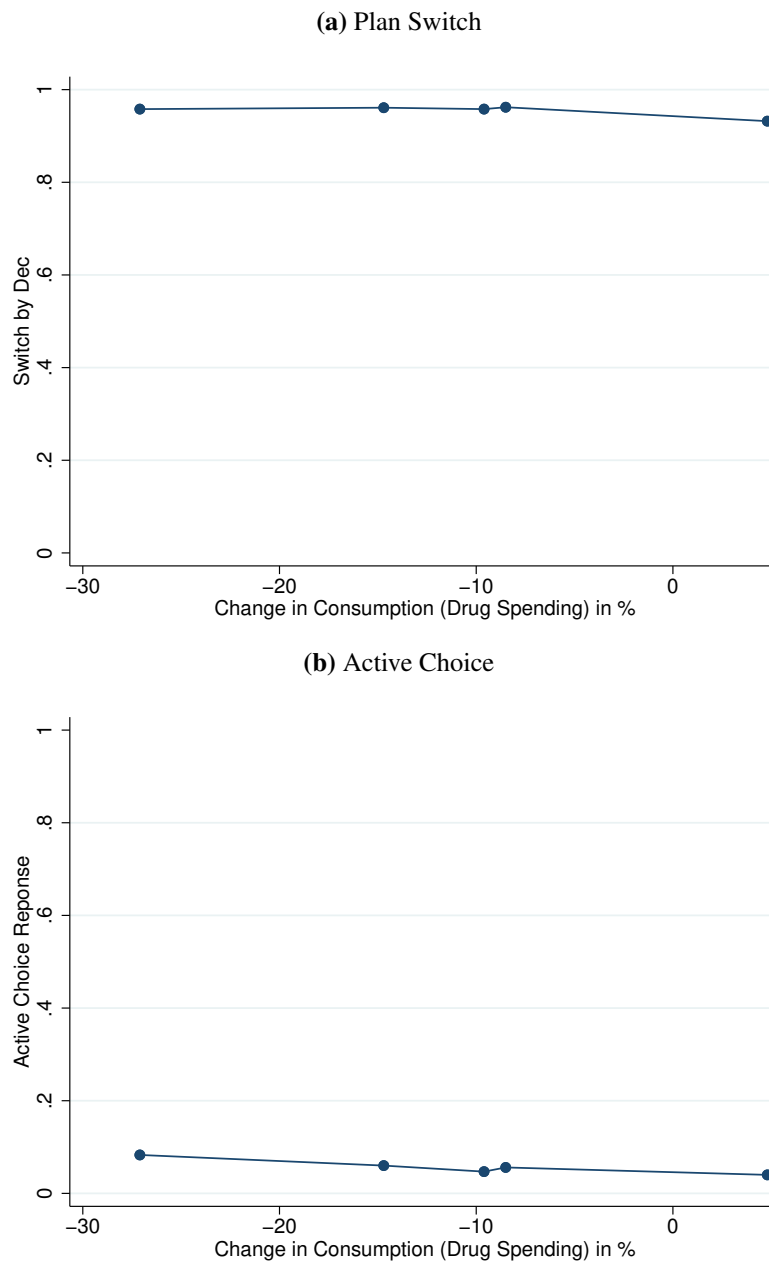 (a) Plan Switch
1
.8
.6
.4
.2
0
Switch by Dec
−30 −20 −10 0
Change in Consumption (Drug Spending) in %
(b) Active Choice
1
.8
.6
.4
.2
0
Active Choice Reponse
−30 −20 −10 0
Change in Consumption (Drug Spending) in %